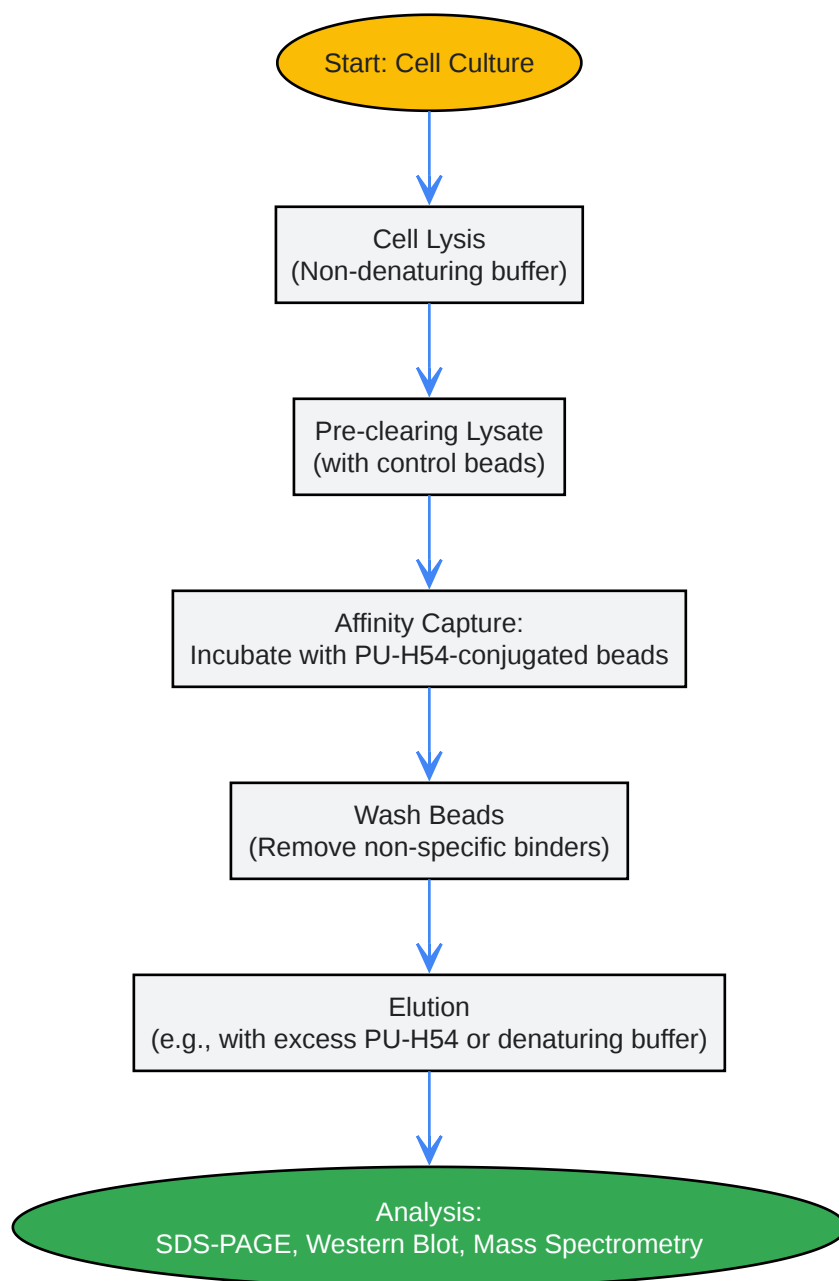 Start: Cell Culture
Cell Lysis
(Non-denaturing buffer)
Pre-clearing Lysate
(with control beads)
Affinity Capture:
Incubate with PU-H54-conjugated beads
Wash Beads
(Remove non-specific binders)
Elution
(e.g., with excess PU-H54 or denaturing buffer)
Analysis:
SDS-PAGE, Western Blot, Mass Spectrometry